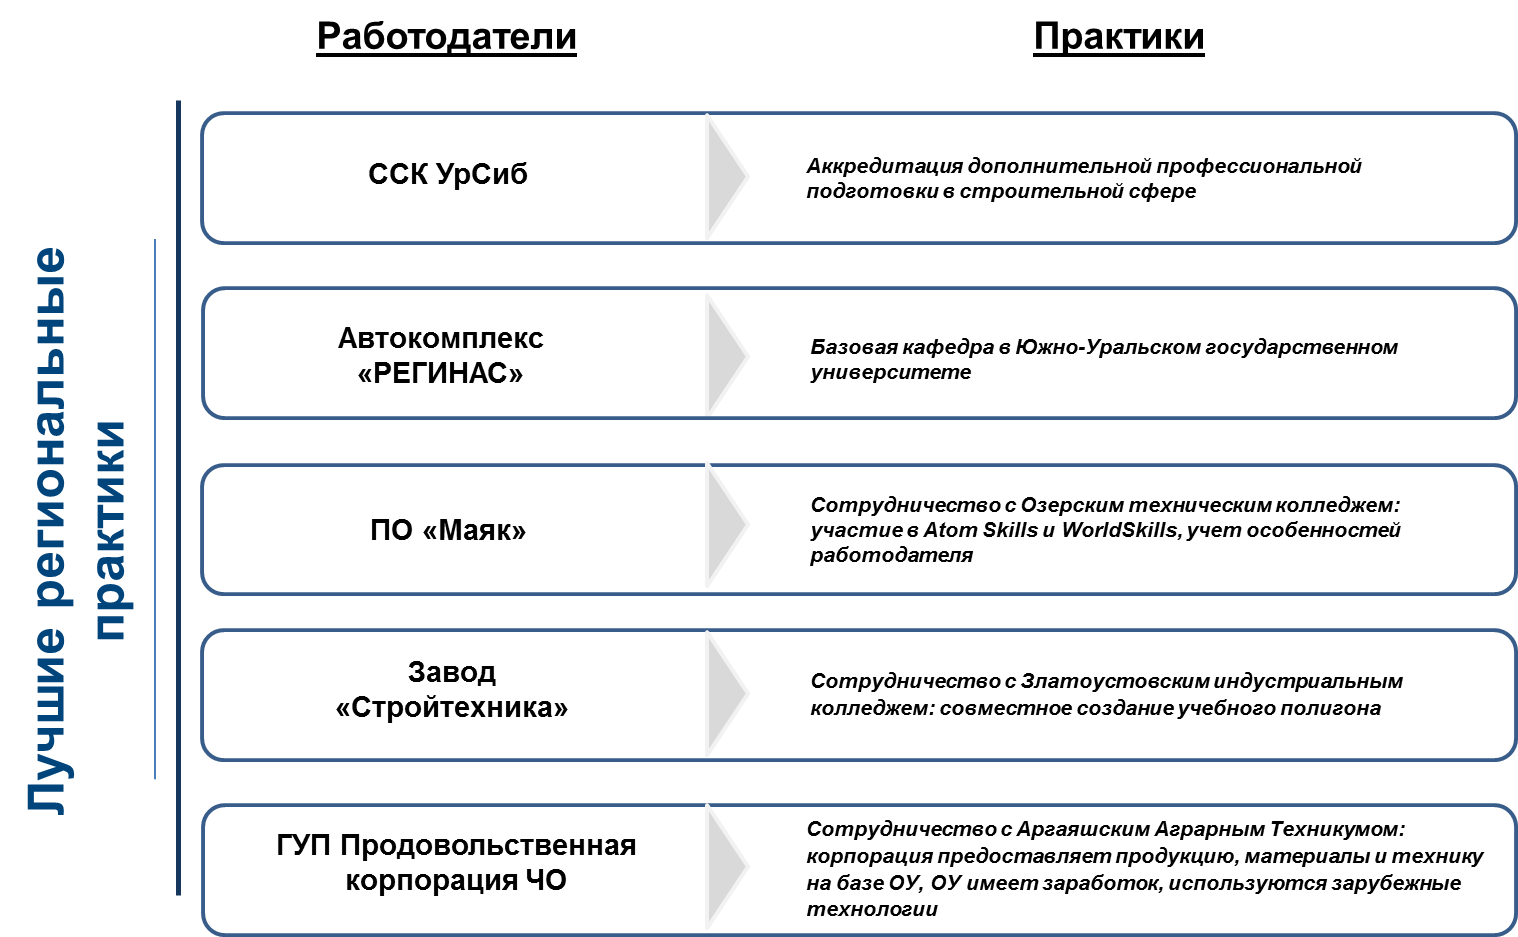 Работодатели
Практики
Лучшие региональные
практики
ССК УрСиб
Аккредитация дополнительной профессиональной
подготовки в строительной сфере
Автокомплекс
«РЕГИНАС»
Базовая кафедра в Южно-Уральском государственном
университете
ПО «Маяк»
Сотрудничество с Озерским техническим колледжем:
участие в Atom Skills и WorldSkills, учет особенностей
работодателя
Завод
«Стройтехника»
Сотрудничество с Златоустовским индустриальным
колледжем: совместное создание учебного полигона
ГУП Продовольственная
корпорация ЧО
Сотрудничество с Аргаяшским Аграрным Техникумом:
корпорация предоставляет продукцию, материалы и технику
на базе ОУ, ОУ имеет заработок, используются зарубежные
технологии